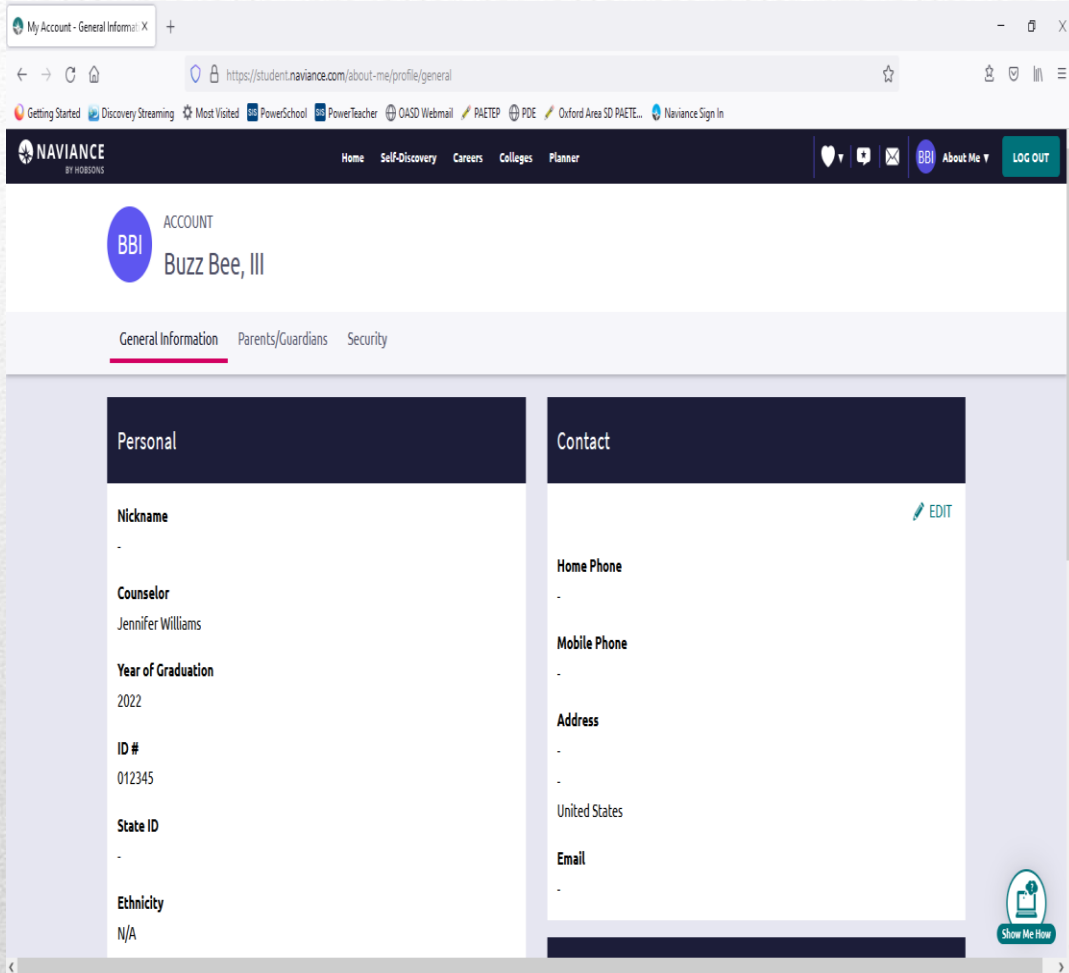 My Account - General Informat
https://student.naviance.com/about-me/profile/general
Getting Started Discovery Streaming Most Visited SIS PowerSchool SIS PowerTeacher OASD Webmail PAETEP PDE Oxford Area SD PAETE... Naviance Sign In
NAVIANCE
BY HOBSONS
Home Self-Discovery Careers Colleges Planner
BBI About Me
LOG OUT
BBI
ACCOUNT
Buzz Bee, III
General Information Parents/Guardians Security
Personal
Nickname
-
Counselor
Jennifer Williams
Year of Graduation
2022
ID #
012345
State ID
-
Ethnicity
N/A
Contact
EDIT
Home Phone
-
Mobile Phone
-
Address
-
-
United States
Email
-
Show Me How